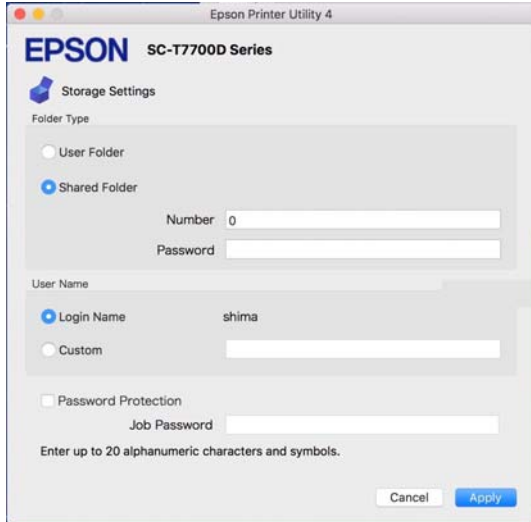 Epson Printer Utility 4
EPSON SC-T7700D Series
Storage Settings
Folder Type
User Folder
Shared Folder
Number 0
Password
User Name
Login Name shima
Custom
Password Protection
Job Password
Enter up to 20 alphanumeric characters and symbols.
Cancel Apply